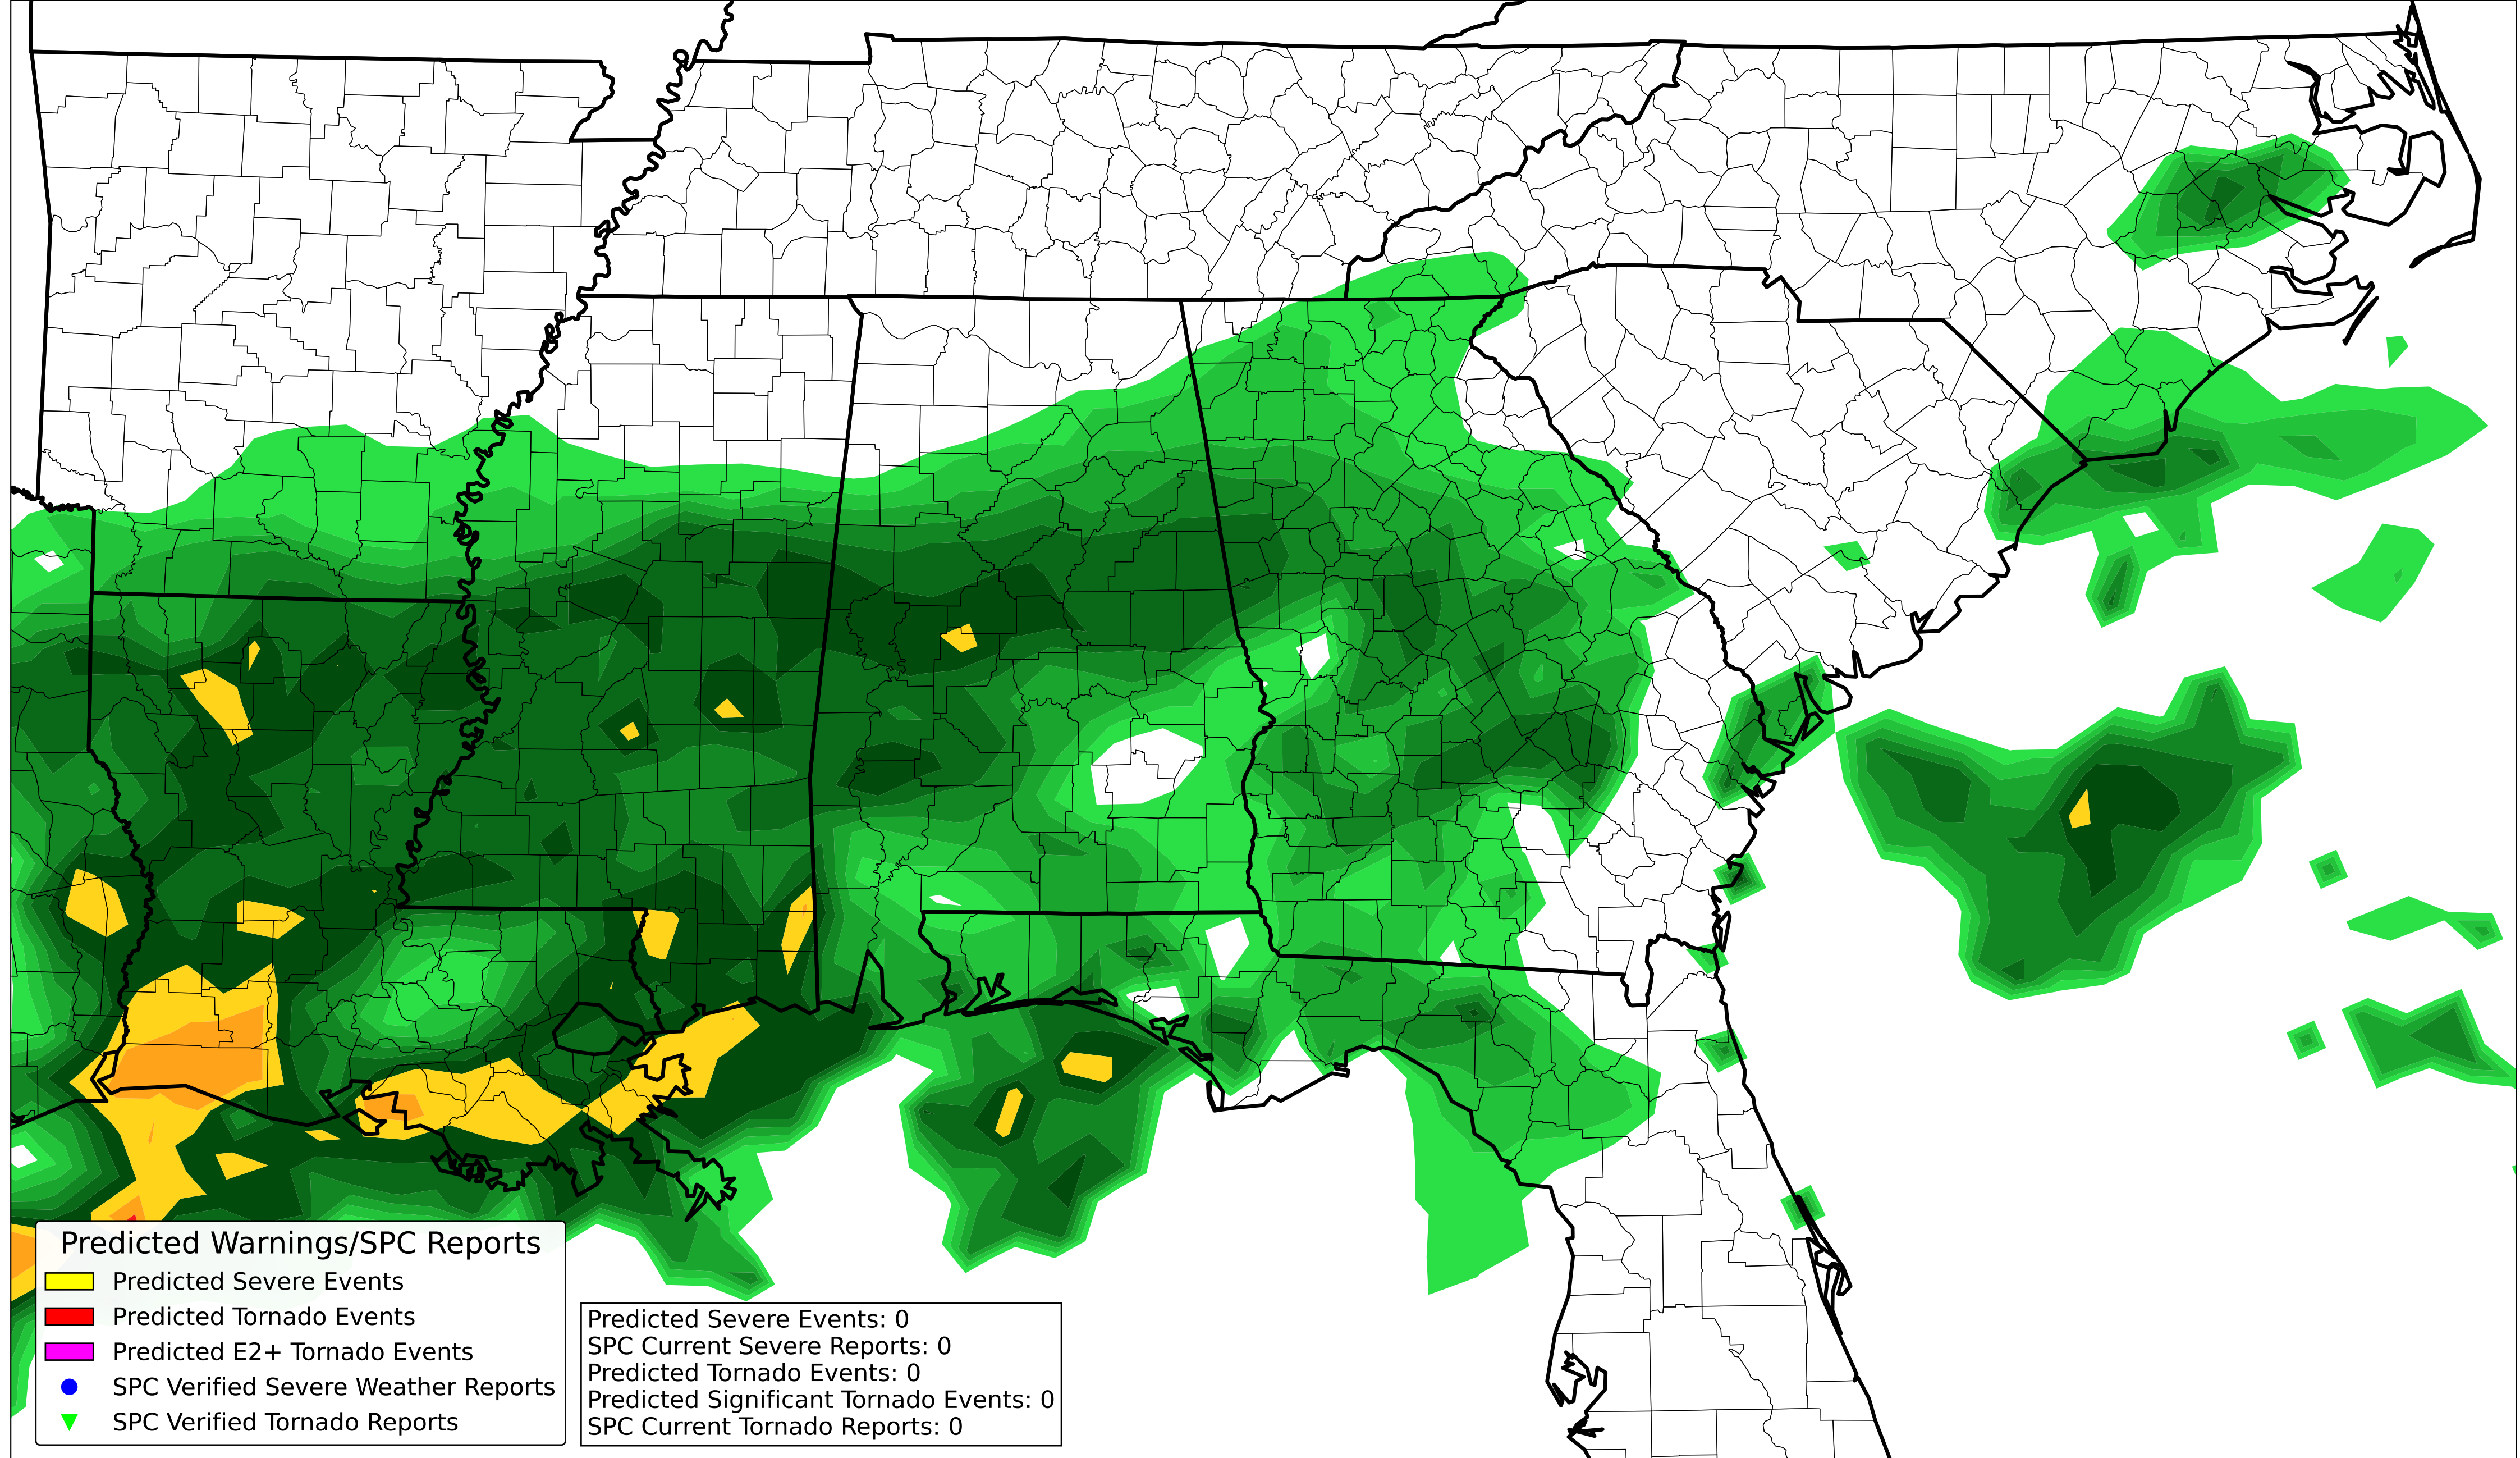 Predicted Warnings/SPC Reports
Predicted Severe Events
Predicted Tornado Events
Predicted E2+ Tornado Events
SPC Verified Severe Weather Reports
SPC Verified Tornado Reports
Predicted Severe Events: 0
SPC Current Severe Reports: 0
Predicted Tornado Events: 0
Predicted Significant Tornado Events: 0
SPC Current Tornado Reports: 0